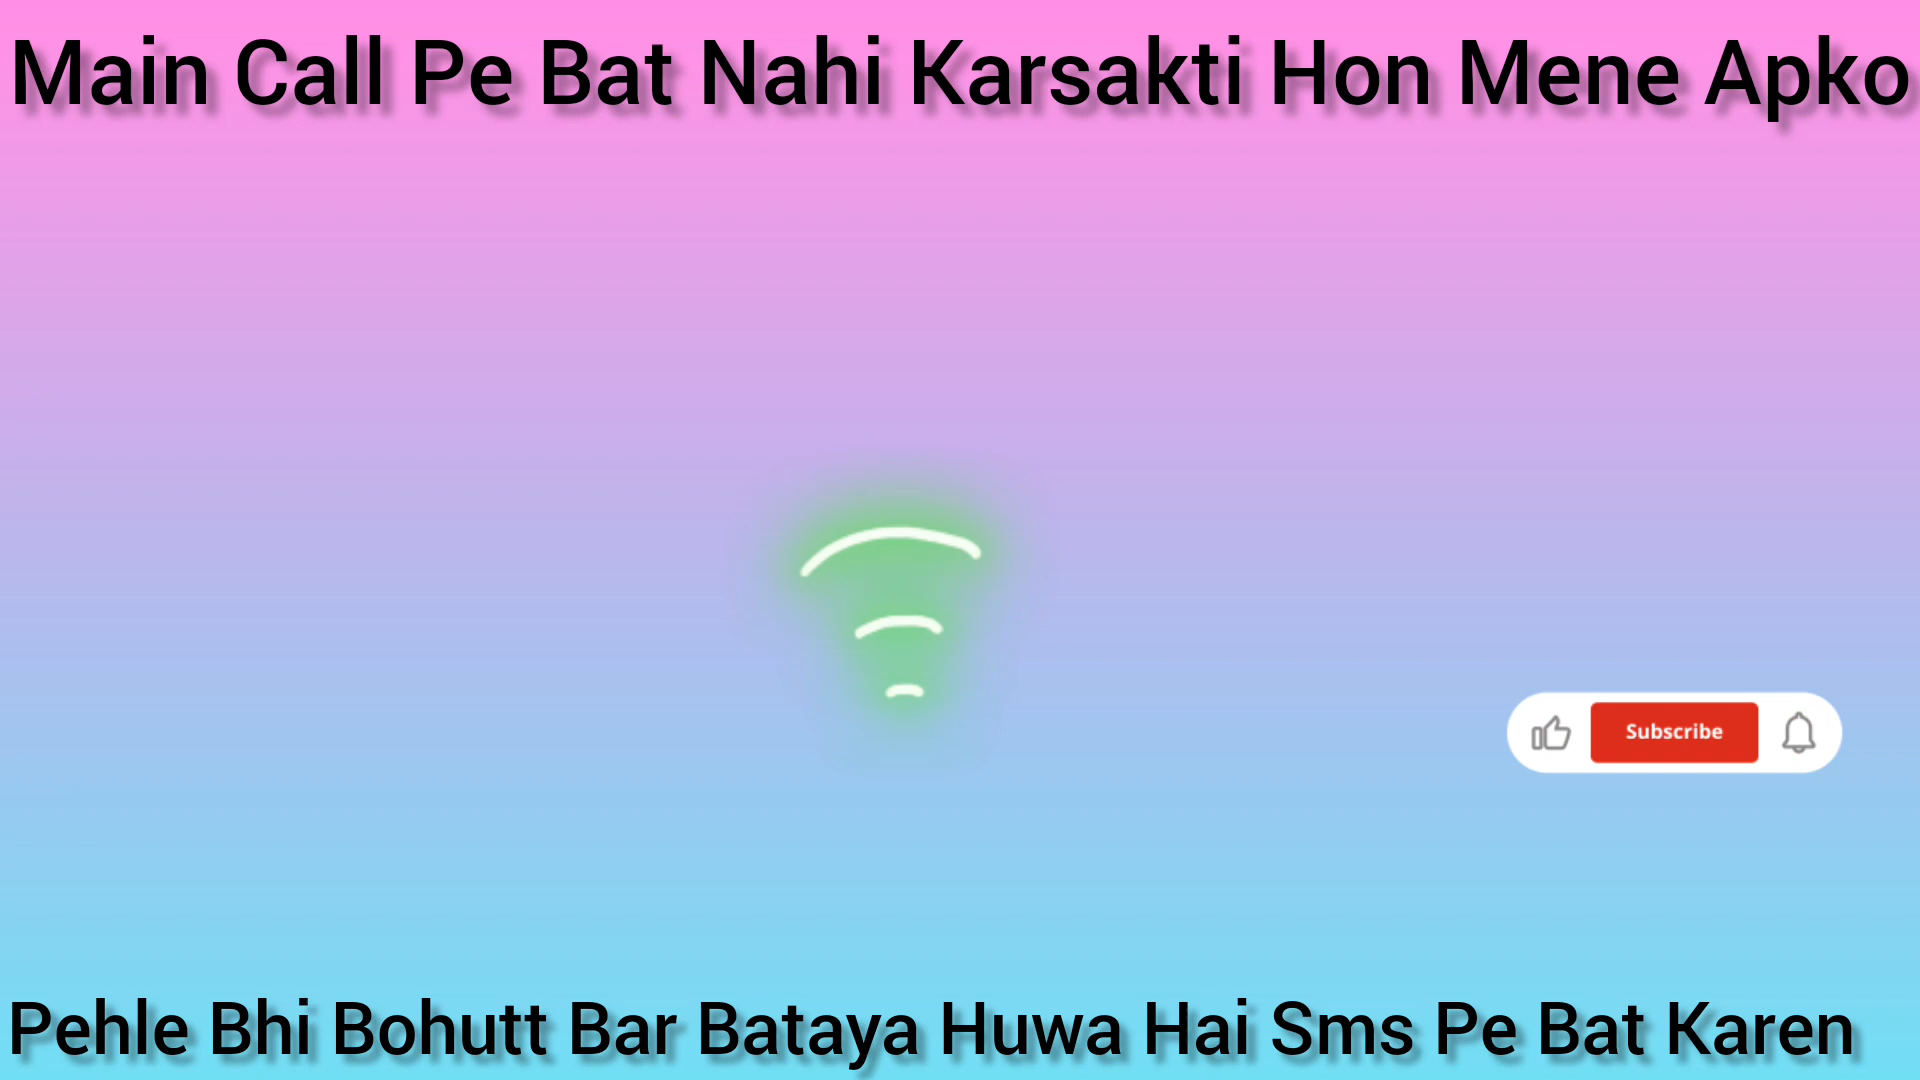 Main Call Pe Bat Nahi Karsakti Hon Mene Apko
Subscribe
Pehle Bhi Bohutt Bar Bataya Huwa Hai Sms Pe Bat Karen